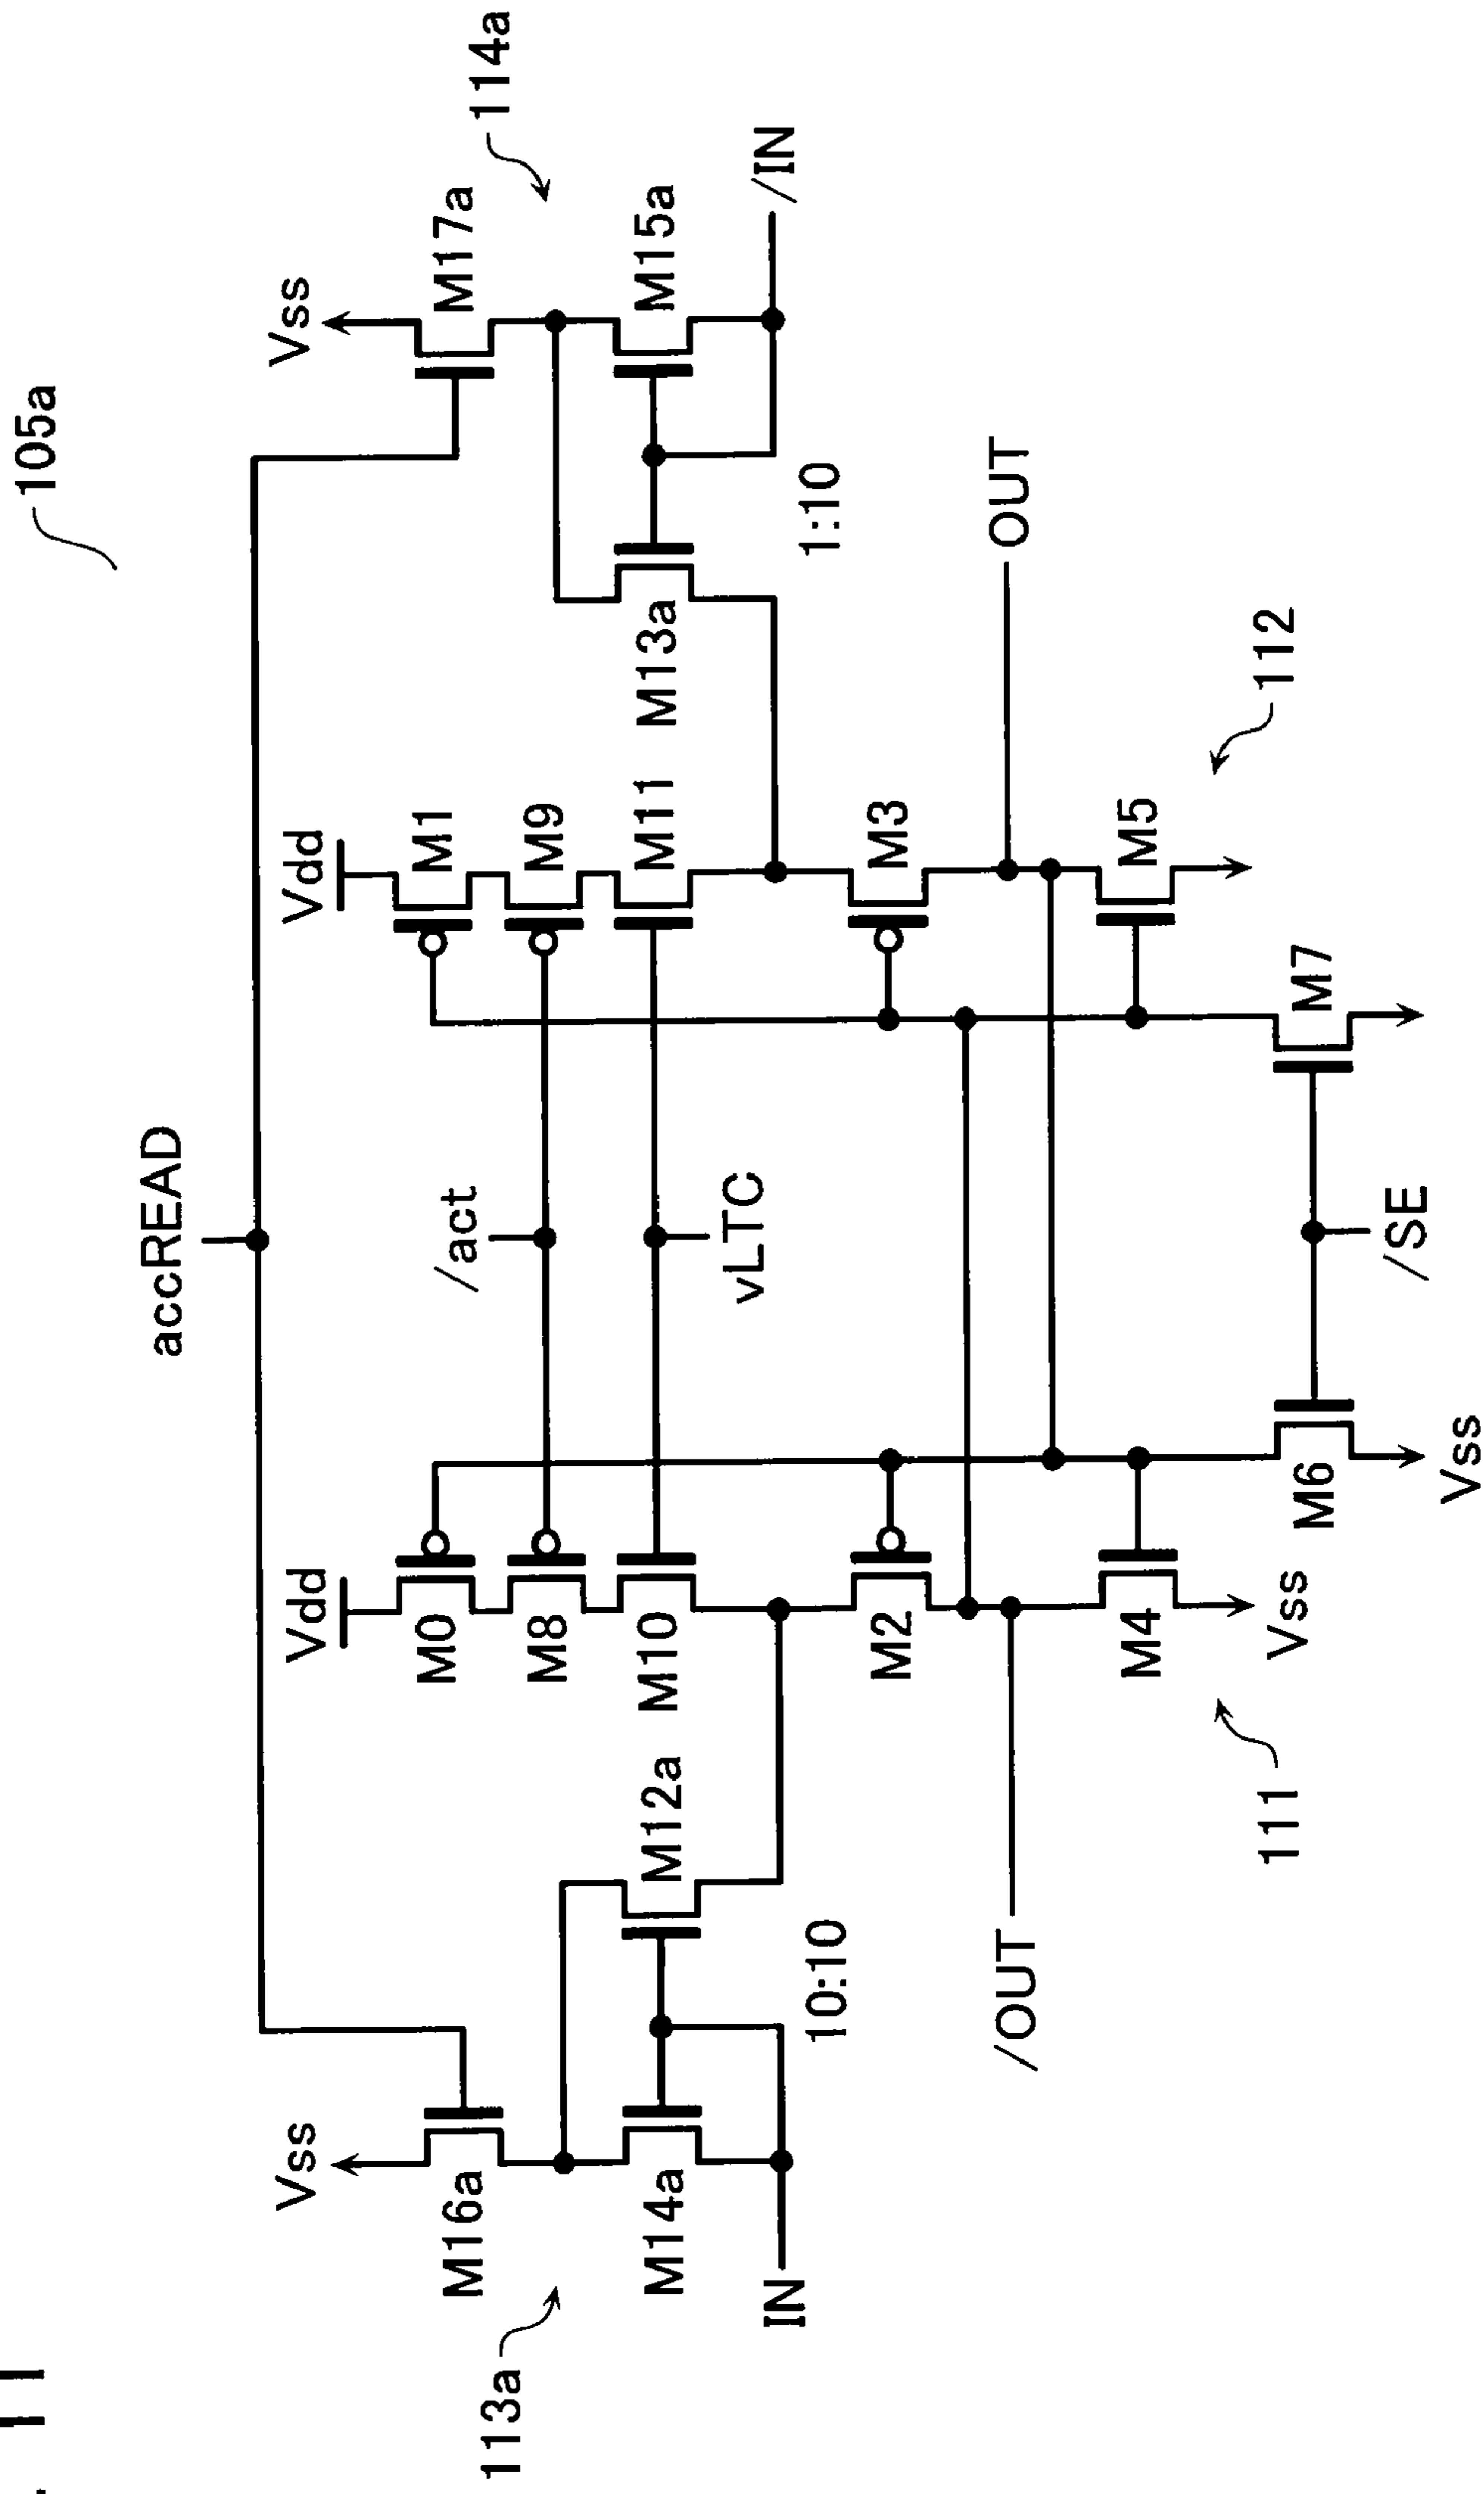 105a
accREAD
Vss
Vdd
Vdd
Vss
113a
M16a
M0
/act
M1
M17a
114a
M8
M9
M14a
M12a
M10
M11
M13a
M15a
vLTC
IN
/IN
10:10
1:10
M2
M3
/OUT
OUT
M4
M5
111
Vss
112
M6
M7
/SE
Vss